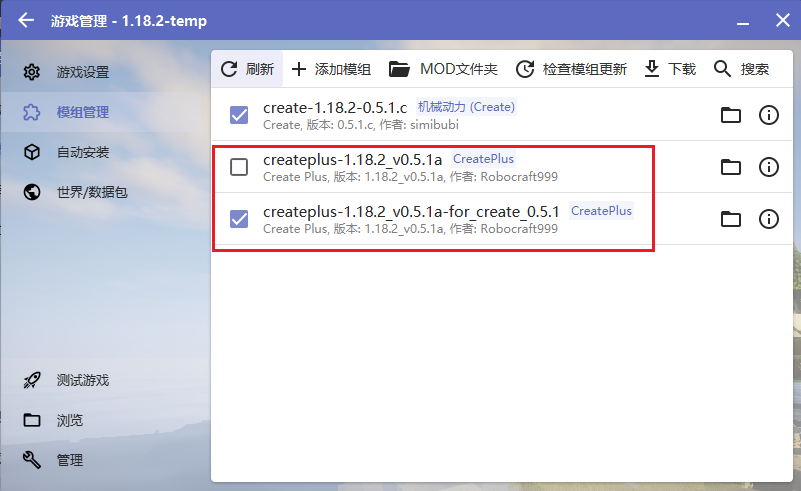 游戏管理 - 1.18.2-temp
游戏设置
模组管理
自动安装
世界/数据包
测试游戏
浏览
管理
刷新 添加模组 MOD文件夹 检查模组更新 下载 搜索
create-1.18.2-0.5.1.c 机械动力 (Create)
Create, 版本: 0.5.1.c, 作者: simibubi
createplus-1.18.2_v0.5.1a CreatePlus
Create Plus, 版本: 1.18.2_v0.5.1a, 作者: Robocraft999
createplus-1.18.2_v0.5.1a-for_create_0.5.1 CreatePlus
Create Plus, 版本: 1.18.2_v0.5.1a, 作者: Robocraft999